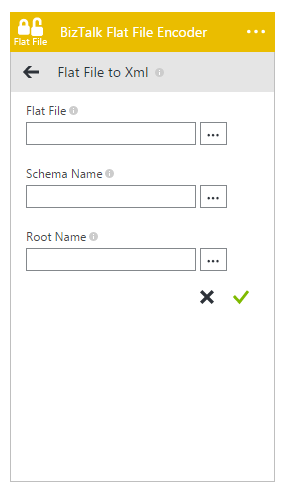 BizTalk Flat File Encoder
Flat File
Flat File to Xml
Flat File
Schema Name
Root Name